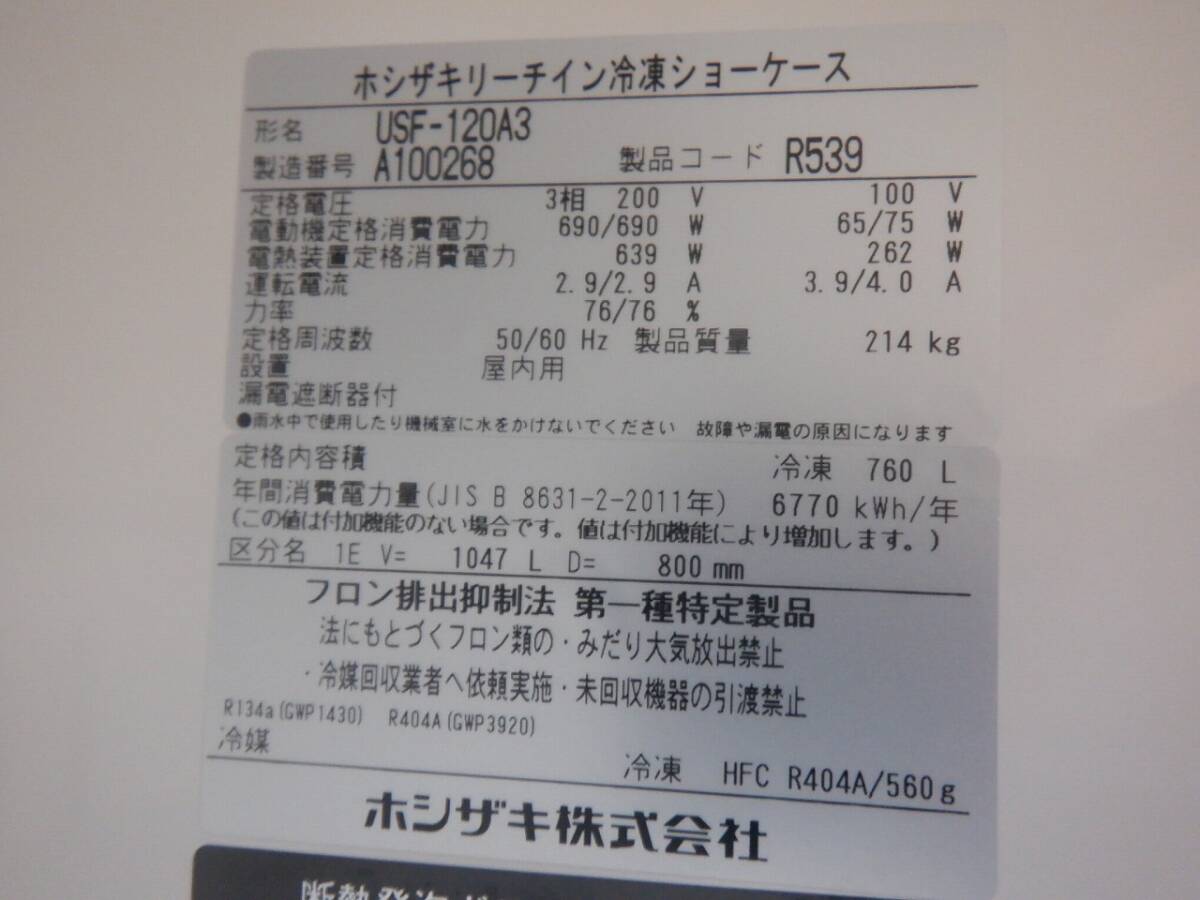 ホシザキリーチイン冷凍ショーケース
形名 USF-120A3
製造番号 A100268 製品コード R539
定格電圧 3相 200 V 100 V
電動機定格消費電力 690/690 W 65/75 W
電熱装置定格消費電力 639 W 262 W
運転電流 2.9/2.9 A 3.9/4.0 A
力率 76/76 %
定格周波数 50/60 Hz 製品質量 214 kg
設置 屋内用
漏電遮断器付
●雨水中で使用したり機械室に水をかけないでください 故障や漏電の原因になります
定格内容積 冷凍 760 L
年間消費電力量(JIS B 8631-2-2011年) 6770 kWh/年
(この値は付加機能のない場合です。値は付加機能により増加します。)
区分名 1E V= 1047 L D= 800 mm
フロン排出抑制法 第一種特定製品
法にもとづくフロン類の・みだり大気放出禁止
・冷媒回収業者へ依頼実施・未回収機器の引渡禁止
R134a(GWP1430) R404A(GWP3920)
冷媒 冷凍 HFC R404A/560g
ホシザキ株式会社